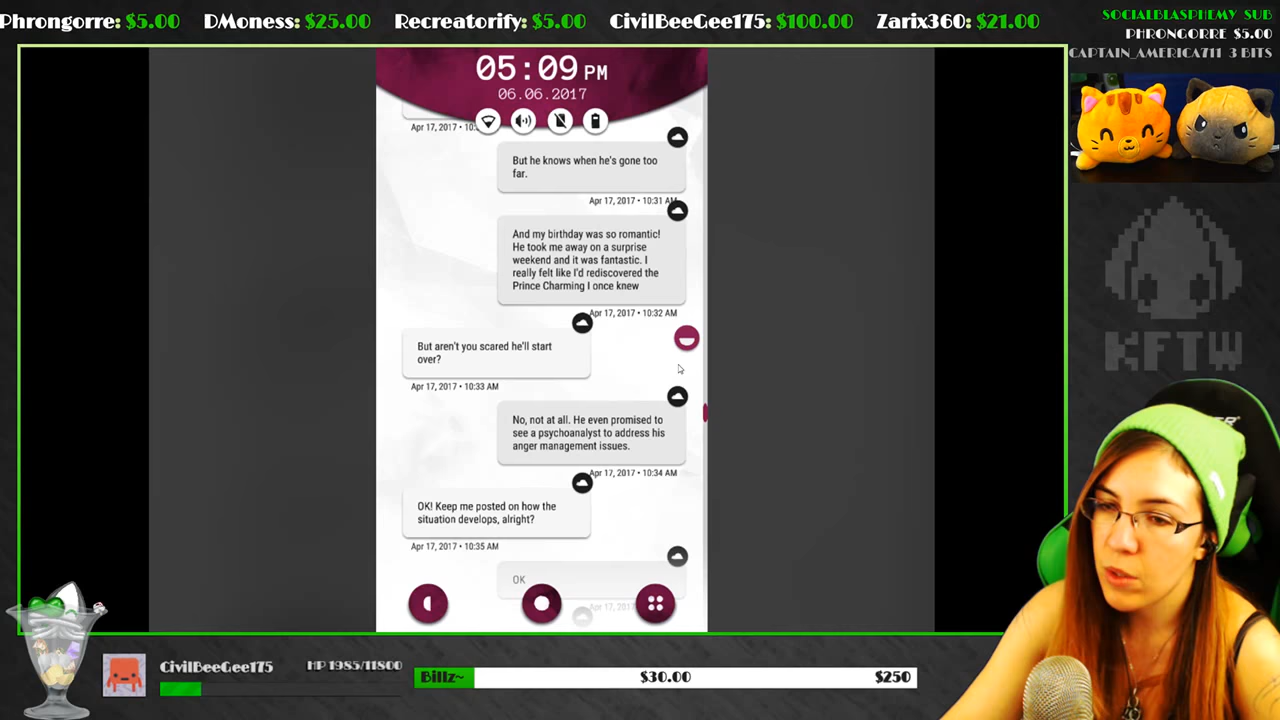 Phrongorre: $5.00 DMoness: $25.00 Recreatorify: $5.00 CivilBeeGee175: $100.00 Zarix360: $21.00
SOCIALBLASPHEMY SUB
PHRONGORRE $5.00
CAPTAIN_AMERICA711 3 BITS
05:09 PM
06.06.2017
Apr 17, 2017 • 10:
But he knows when he's gone too
far.
Apr 17, 2017 • 10:31 AM
And my birthday was so romantic!
He took me away on a surprise
weekend and it was fantastic. I
really felt like I'd rediscovered the
Prince Charming I once knew
Apr 17, 2017 • 10:32 AM
But aren't you scared he'll start
over?
Apr 17, 2017 • 10:33 AM
No, not at all. He even promised to
see a psychoanalyst to address his
anger management issues.
Apr 17, 2017 • 10:34 AM
OK! Keep me posted on how the
situation develops, alright?
Apr 17, 2017 • 10:35 AM
OK
Apr 17, 201
KFTW
CivilBeeGee175 HP 1985/11800
Billz~ $30.00 $250